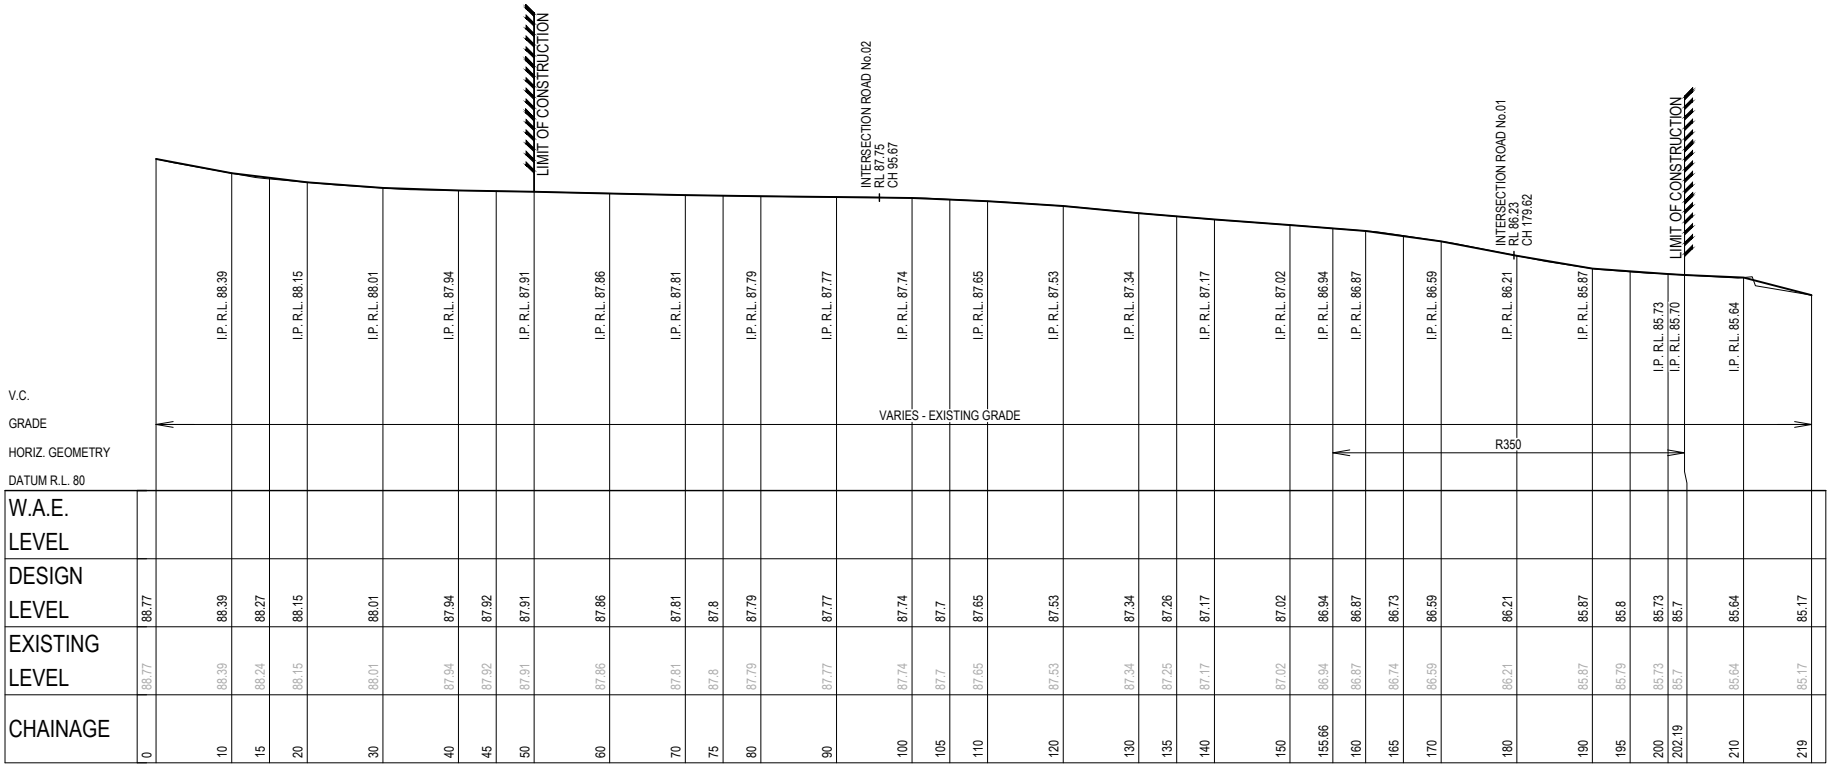 LIMIT OF CONSTRUCTION
INTERSECTION ROAD No.02
RL 87.75
CH 95.67
INTERSECTION ROAD No.01
RL 86.23
CH 179.62
LIMIT OF CONSTRUCTION
I.P. R.L. 88.39
I.P. R.L. 88.15
I.P. R.L. 88.01
I.P. R.L. 87.94
I.P. R.L. 87.91
I.P. R.L. 87.86
I.P. R.L. 87.81
I.P. R.L. 87.79
I.P. R.L. 87.77
I.P. R.L. 87.74
I.P. R.L. 87.65
I.P. R.L. 87.53
I.P. R.L. 87.34
I.P. R.L. 87.17
I.P. R.L. 87.02
I.P. R.L. 86.94
I.P. R.L. 86.87
I.P. R.L. 86.59
I.P. R.L. 86.21
I.P. R.L. 85.87
I.P. R.L. 85.73
I.P. R.L. 85.70
I.P. R.L. 85.64
V.C.
GRADE VARIES - EXISTING GRADE
HORIZ. GEOMETRY R350
DATUM R.L. 80
W.A.E.
LEVEL
DESIGN
LEVEL 88.77 88.39 88.27 88.15 88.01 87.94 87.92 87.91 87.86 87.81 87.8 87.79 87.77 87.74 87.7 87.65 87.53 87.34 87.26 87.17 87.02 86.94 86.87 86.73 86.59 86.21 85.87 85.8 85.73 85.7 85.64 85.17
EXISTING
LEVEL 88.77 88.39 88.24 88.15 88.01 87.94 87.92 87.91 87.86 87.81 87.8 87.79 87.77 87.74 87.7 87.65 87.53 87.34 87.25 87.17 87.02 86.94 86.87 86.74 86.59 86.21 85.87 85.79 85.73 85.7 85.64 85.17
CHAINAGE 0 10 15 20 30 40 45 50 60 70 75 80 90 100 105 110 120 130 135 140 150 155.66 160 165 170 180 190 195 200 202.19 210 219